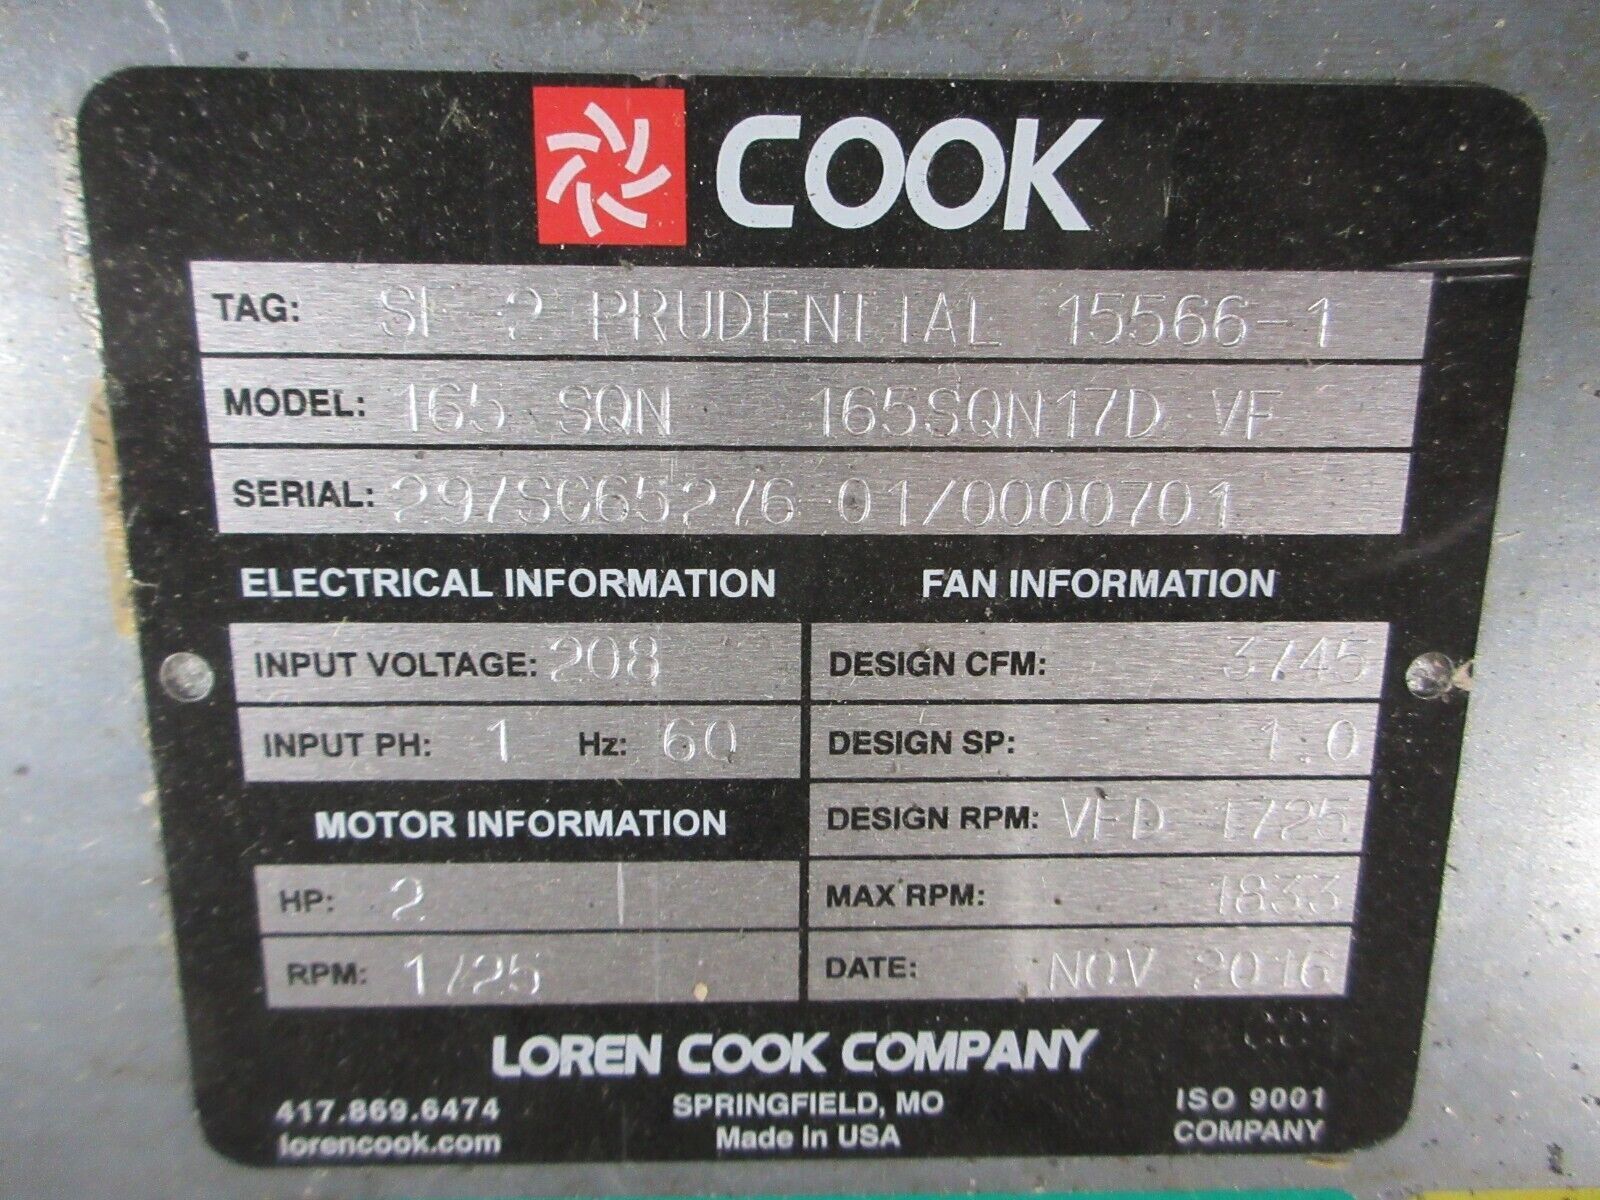 COOK
TAG: SF-2 PRUDENTIAL 15566-1
MODEL: 165 SQN 165SQN17D VF
SERIAL: 297SC65276-01/0000701
ELECTRICAL INFORMATION
INPUT VOLTAGE: 208
INPUT PH: 1 Hz: 60
MOTOR INFORMATION
HP: 2
RPM: 1725
FAN INFORMATION
DESIGN CFM: 3745
DESIGN SP: 1.0
DESIGN RPM: VFD 1725
MAX RPM: 1833
DATE: NOV 2016
LOREN COOK COMPANY
417.869.6474
lorencook.com
SPRINGFIELD, MO
Made in USA
ISO 9001
COMPANY